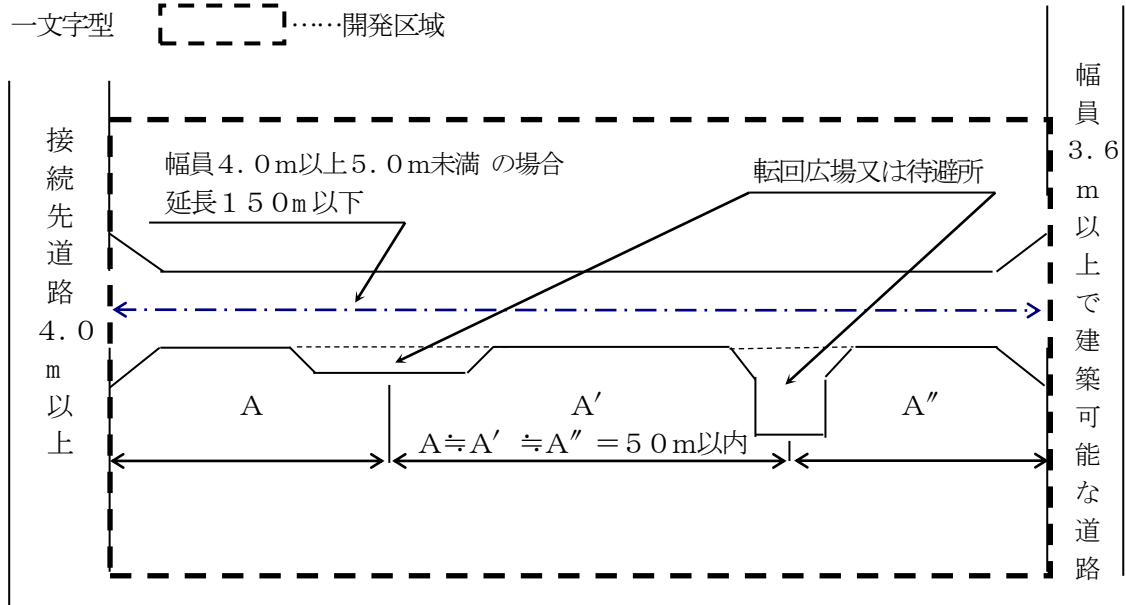 一文字型 ……開発区域
接続先道路4.0m以上
幅員4.0m以上5.0m未満 の場合
延長150m以下
転回広場又は待避所
幅員3.6m以上で建築可能な道路
A
A′
A″
A≒A′ ≒A″ =50m以内